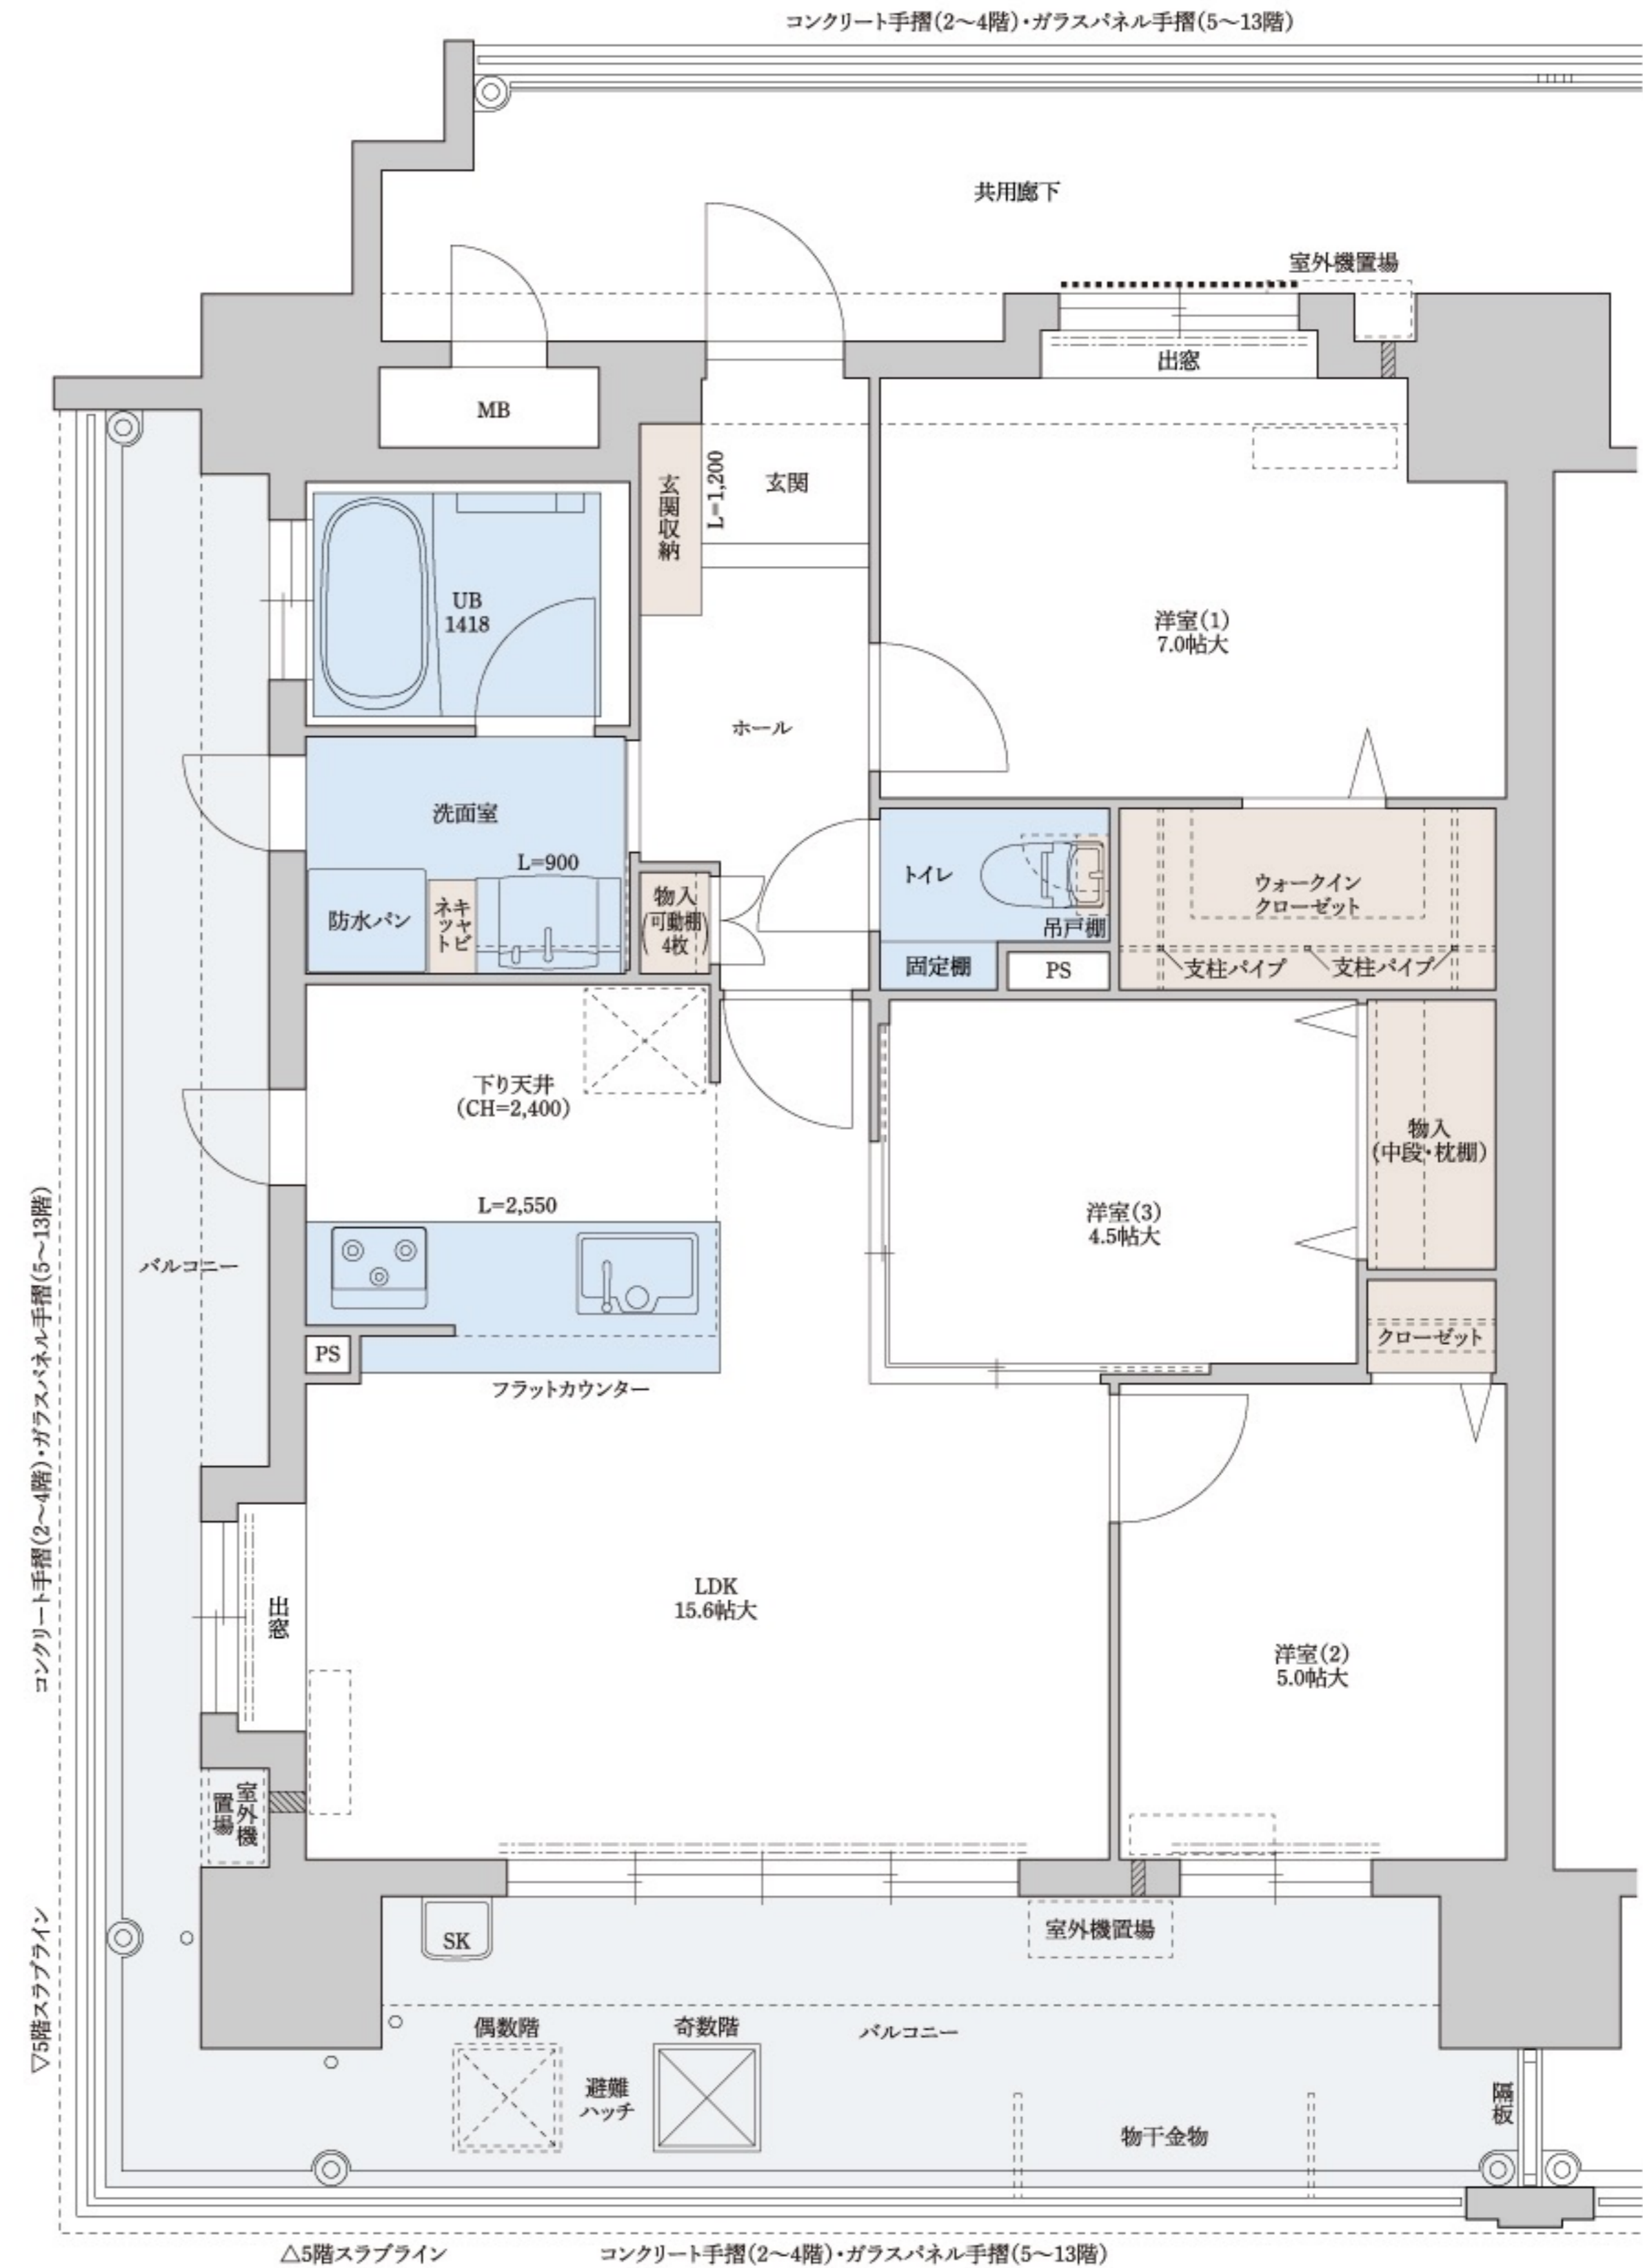 コンクリート手摺(2～4階)・ガラスパネル手摺(5～13階)
共用廊下
室外機置場
出窓
MB
玄関収納
L=1,200
玄関
UB
1418
洋室(1)
7.0帖大
ホール
洗面室
L=900
防水パン
キャビ
ネット
物入
(可動棚)
4枚
トイレ
吊戸棚
固定棚
PS
ウォークイン
クローゼット
支柱パイプ
支柱パイプ
下り天井
(CH=2,400)
物入
(中段・枕棚)
L=2,550
洋室(3)
4.5帖大
バルコニー
PS
フラットカウンター
クローゼット
コンクリート手摺(2～4階)・ガラスパネル手摺(5～13階)
出窓
LDK
15.6帖大
洋室(2)
5.0帖大
室外機
置場
▽5階スラブライン
SK
室外機置場
偶数階
奇数階
バルコニー
避難
ハッチ
物干金物
隔板
△5階スラブライン
コンクリート手摺(2～4階)・ガラスパネル手摺(5～13階)